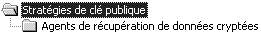 Stratégies de clé publique
Agents de récupération de données cryptées